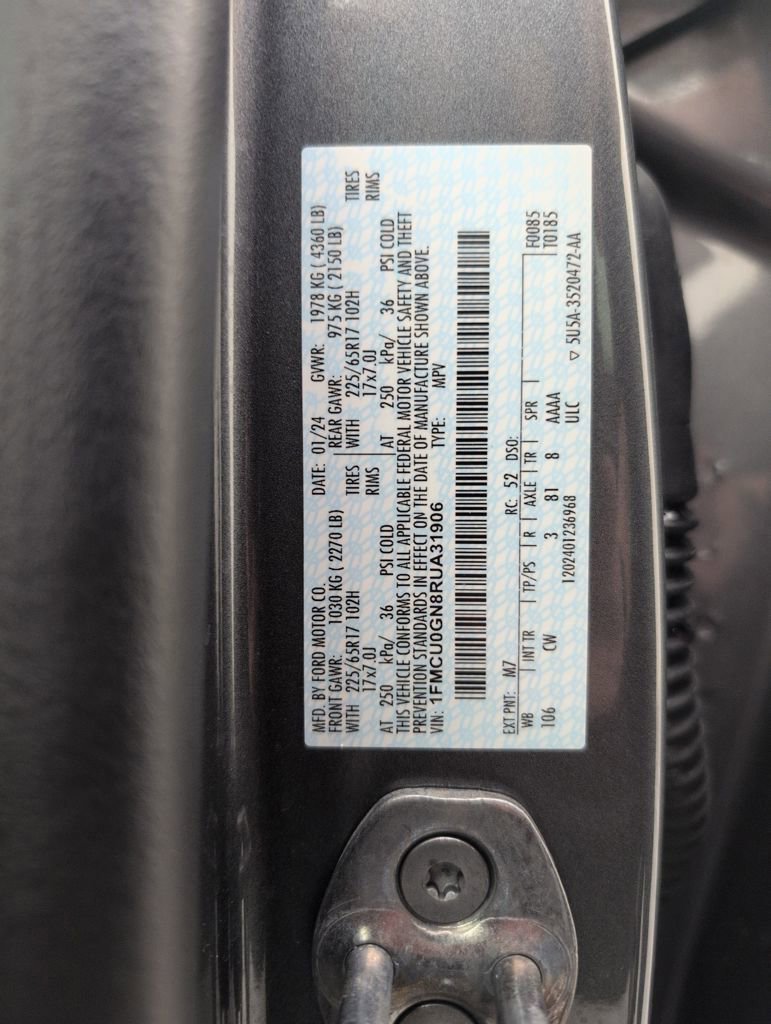 MFD. BY FORD MOTOR CO. DATE: 01/24 GVWR: 1978 KG ( 4360 LB)
FRONT GAWR: 1030 KG ( 2270 LB) REAR GAWR: 975 KG ( 2150 LB)
WITH 225/65R17 102H TIRES WITH 225/65R17 102H TIRES
17x7.0J RIMS 17x7.0J RIMS
AT 250 kPa/ 36 PSI COLD AT 250 kPa/ 36 PSI COLD
THIS VEHICLE CONFORMS TO ALL APPLICABLE FEDERAL MOTOR VEHICLE SAFETY AND THEFT
PREVENTION STANDARDS IN EFFECT ON THE DATE OF MANUFACTURE SHOWN ABOVE.
VIN: 1FMCU0GN8RUA31906 TYPE: MPV
EXT PNT: M7 RC: 52 DSO: F0085
WB INT TR TP/PS R AXLE TR SPR T0185
106 CW 3 81 8 AAAA
1202401236968 ULC ▽ 5U5A-3520472-AA